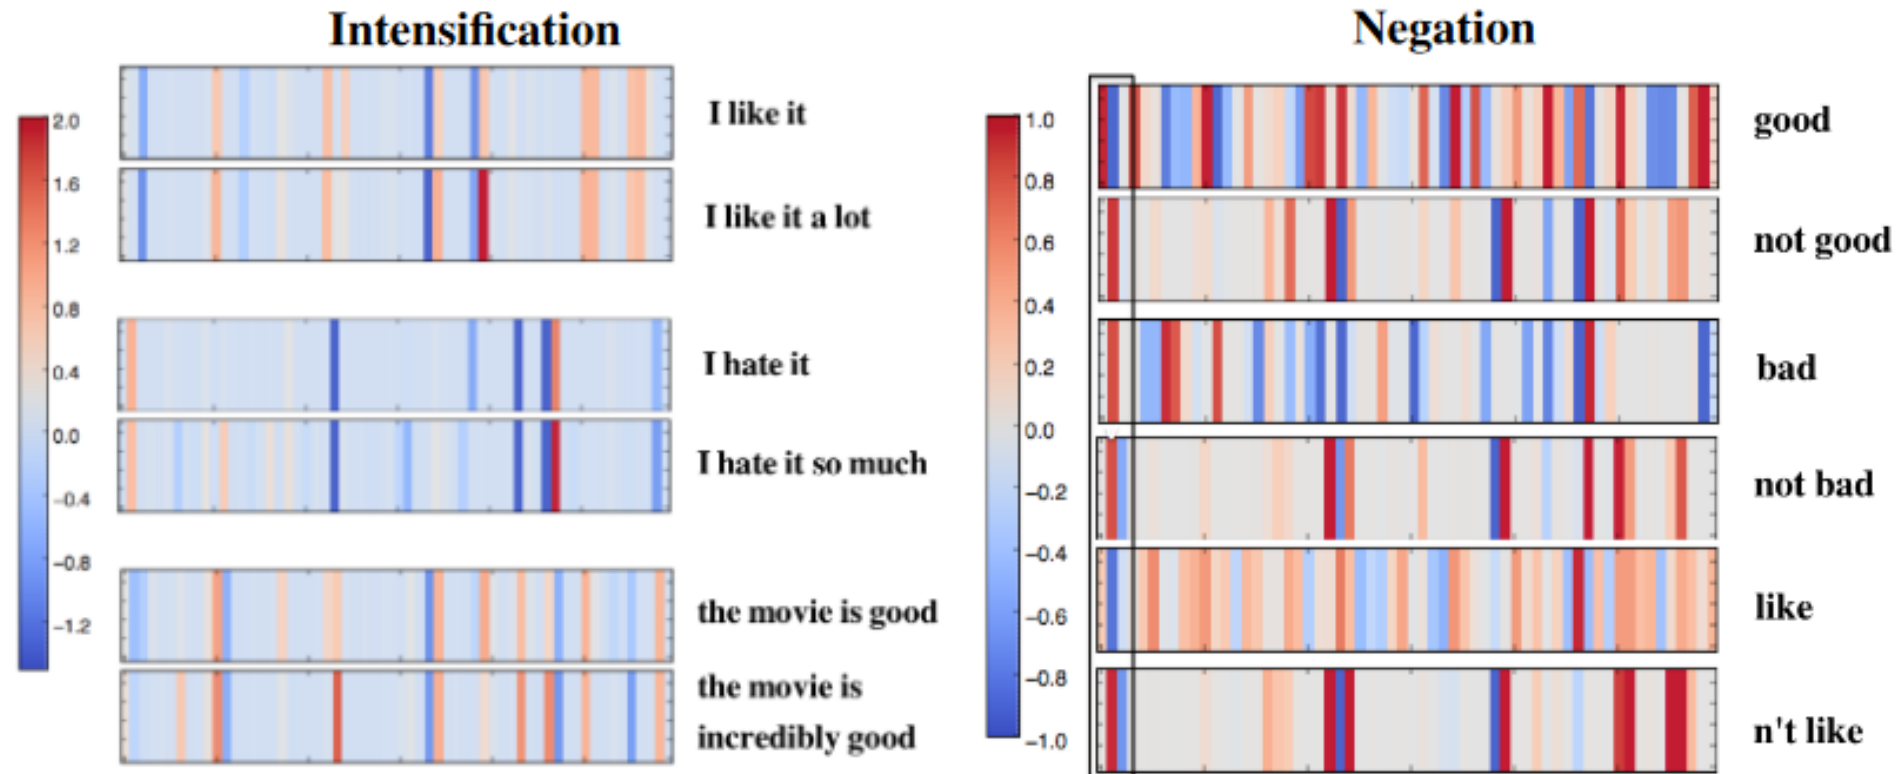 Intensification
2.0
1.6
1.2
0.8
0.4
0.0
-0.4
-0.8
-1.2
I like it
I like it a lot
I hate it
I hate it so much
the movie is good
the movie is
incredibly good
Negation
1.0
0.8
0.6
0.4
0.2
0.0
-0.2
-0.4
-0.6
-0.8
-1.0
good
not good
bad
not bad
like
n't like